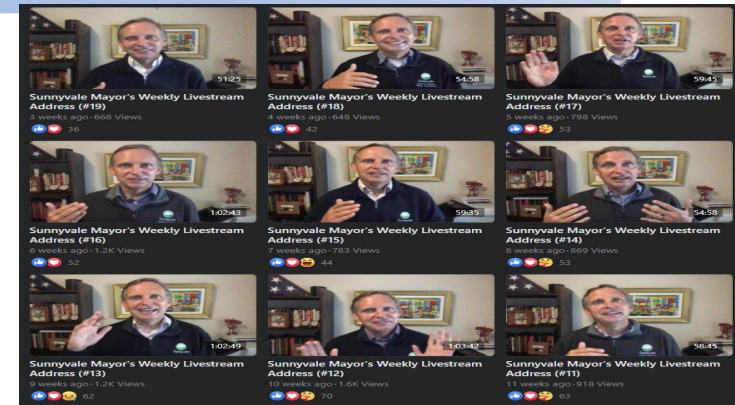 51:25
Sunnyvale Mayor's Weekly Livestream
Address (#19)
3 weeks ago·668 Views
36
54:58
Sunnyvale Mayor's Weekly Livestream
Address (#18)
4 weeks ago·648 Views
42
59:45
Sunnyvale Mayor's Weekly Livestream
Address (#17)
5 weeks ago·798 Views
53
1:02:43
Sunnyvale Mayor's Weekly Livestream
Address (#16)
6 weeks ago·1.2K Views
52
59:35
Sunnyvale Mayor's Weekly Livestream
Address (#15)
7 weeks ago·783 Views
44
54:58
Sunnyvale Mayor's Weekly Livestream
Address (#14)
8 weeks ago·869 Views
53
1:02:49
Sunnyvale Mayor's Weekly Livestream
Address (#13)
9 weeks ago·1.2K Views
62
1:03:42
Sunnyvale Mayor's Weekly Livestream
Address (#12)
10 weeks ago·1.6K Views
70
58:45
Sunnyvale Mayor's Weekly Livestream
Address (#11)
11 weeks ago·918 Views
63